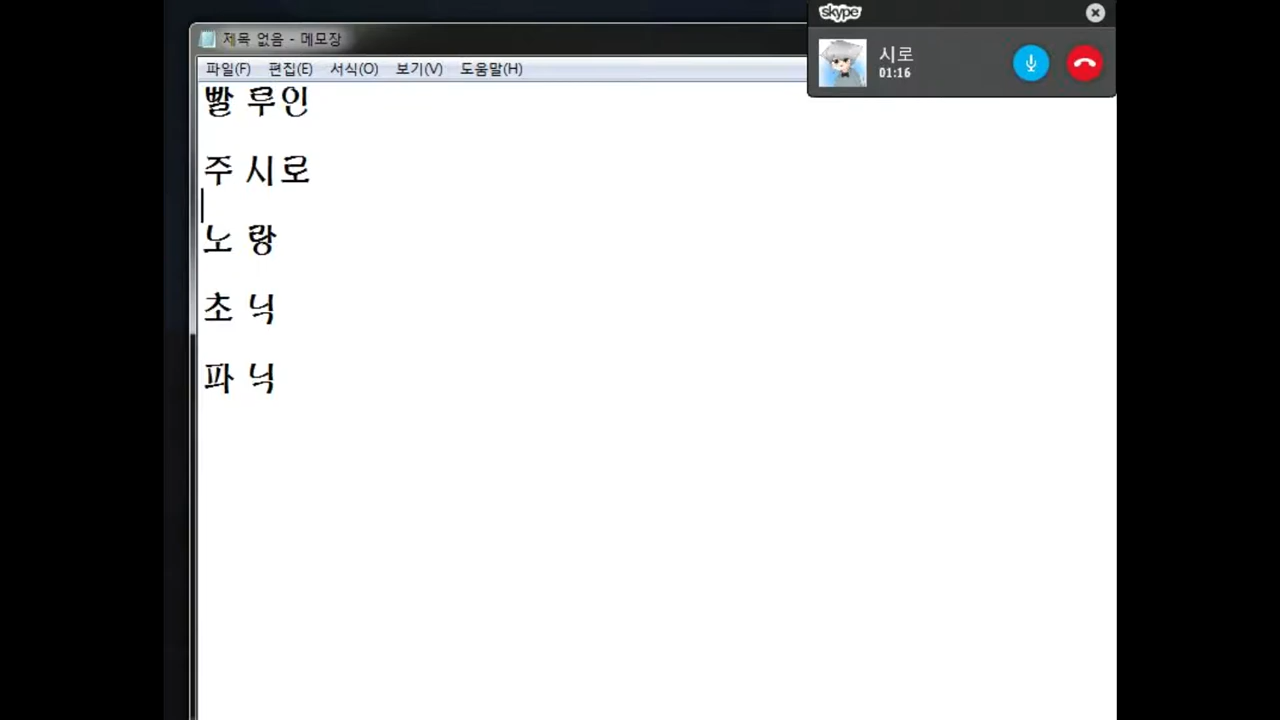 skype
시로
01:16
제목 없음 - 메모장
파일(F) 편집(E) 서식(O) 보기(V) 도움말(H)
빨 루인
주 시로
노 랑
초 닉
파 닉